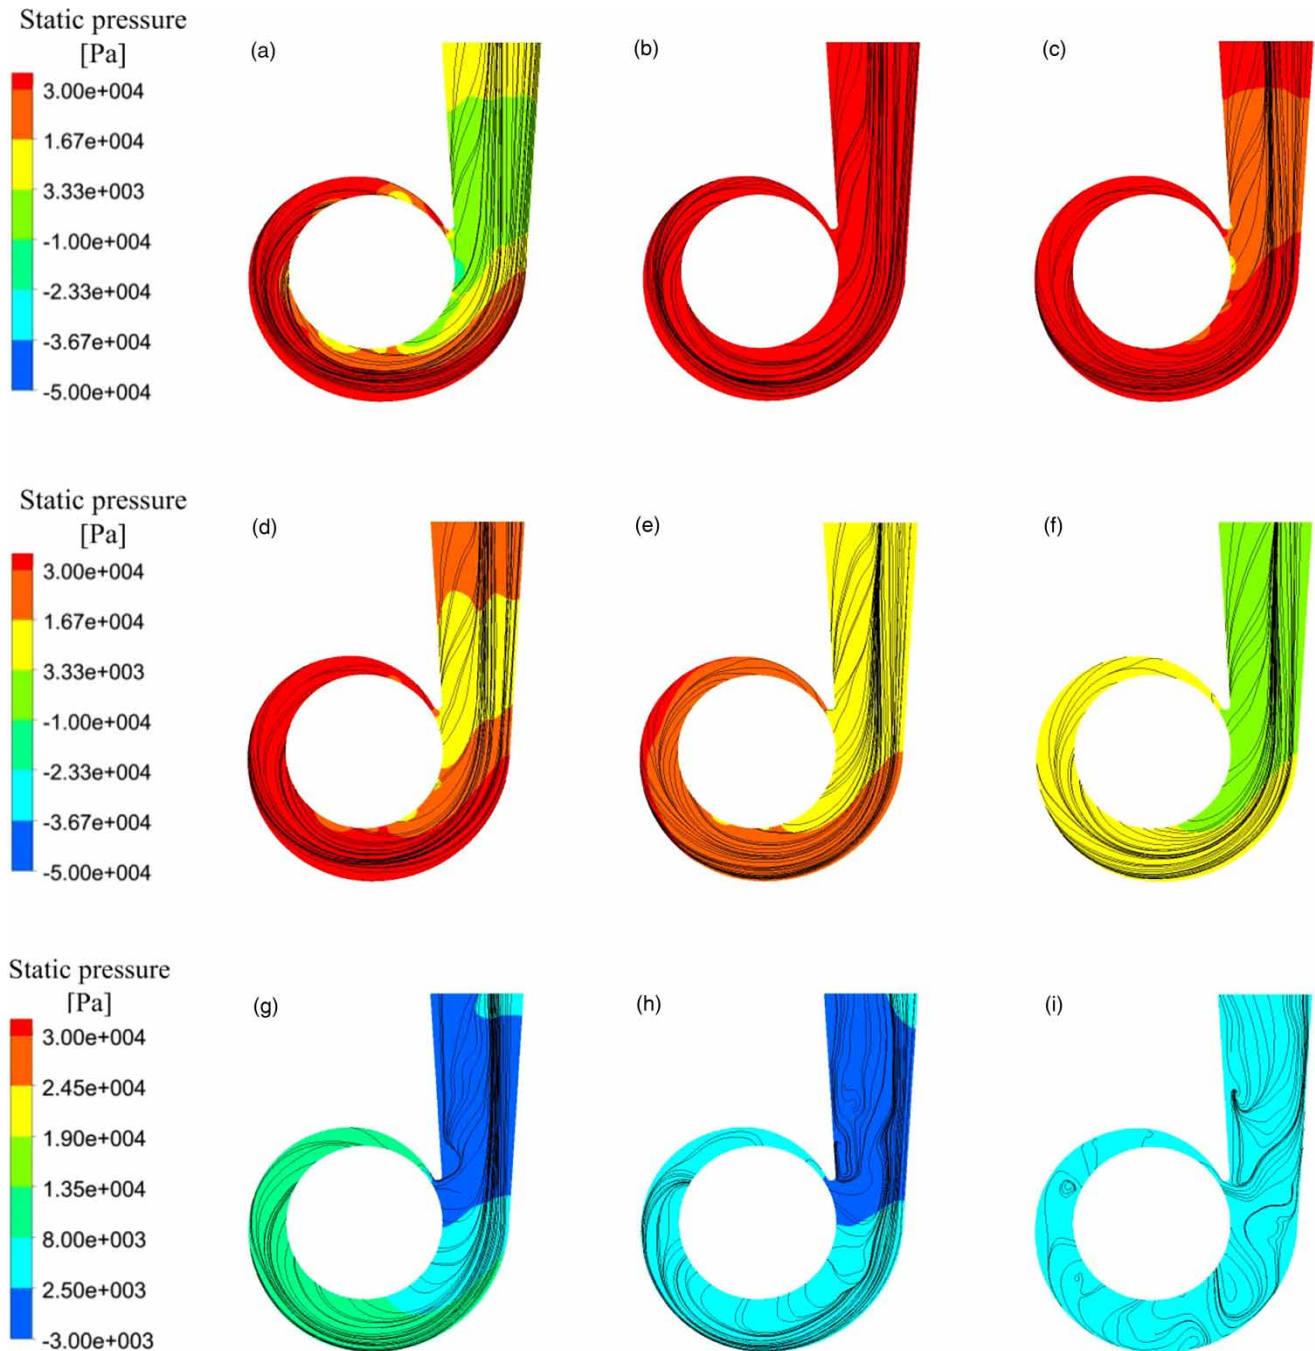 Static pressure
[Pa]
3.00e+004
1.67e+004
3.33e+003
-1.00e+004
-2.33e+004
-3.67e+004
-5.00e+004
(a)
(b)
(c)
Static pressure
[Pa]
3.00e+004
1.67e+004
3.33e+003
-1.00e+004
-2.33e+004
-3.67e+004
-5.00e+004
(d)
(e)
(f)
Static pressure
[Pa]
3.00e+004
2.45e+004
1.90e+004
1.35e+004
8.00e+003
2.50e+003
-3.00e+003
(g)
(h)
(i)